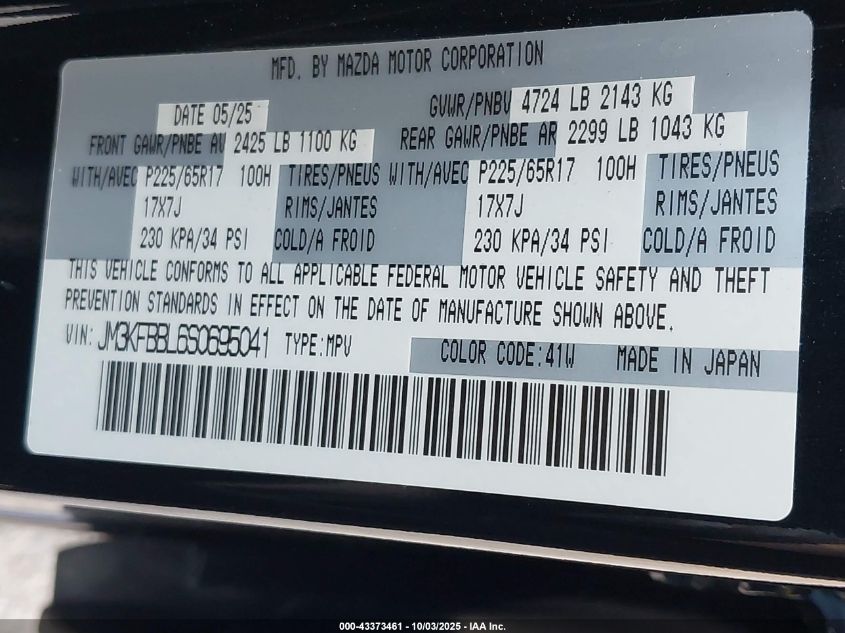 MFD. BY MAZDA MOTOR CORPORATION
DATE 05/25 GVWR/PNBV 4724 LB 2143 KG
FRONT GAWR/PNBE AV 2425 LB 1100 KG REAR GAWR/PNBE AR 2299 LB 1043 KG
WITH/AVEC P225/65R17 100H TIRES/PNEUS WITH/AVEC P225/65R17 100H TIRES/PNEUS
17X7J RIMS/JANTES 17X7J RIMS/JANTES
230 KPA/34 PSI COLD/A FROID 230 KPA/34 PSI COLD/A FROID
THIS VEHICLE CONFORMS TO ALL APPLICABLE FEDERAL MOTOR VEHICLE SAFETY AND THEFT
PREVENTION STANDARDS IN EFFECT ON THE DATE OF MANUFACTURE SHOWN ABOVE.
VIN: JM3KFBBL6S0695041 TYPE:MPV COLOR CODE:41W MADE IN JAPAN
000-43373461 - 10/03/2025 - IAA Inc.